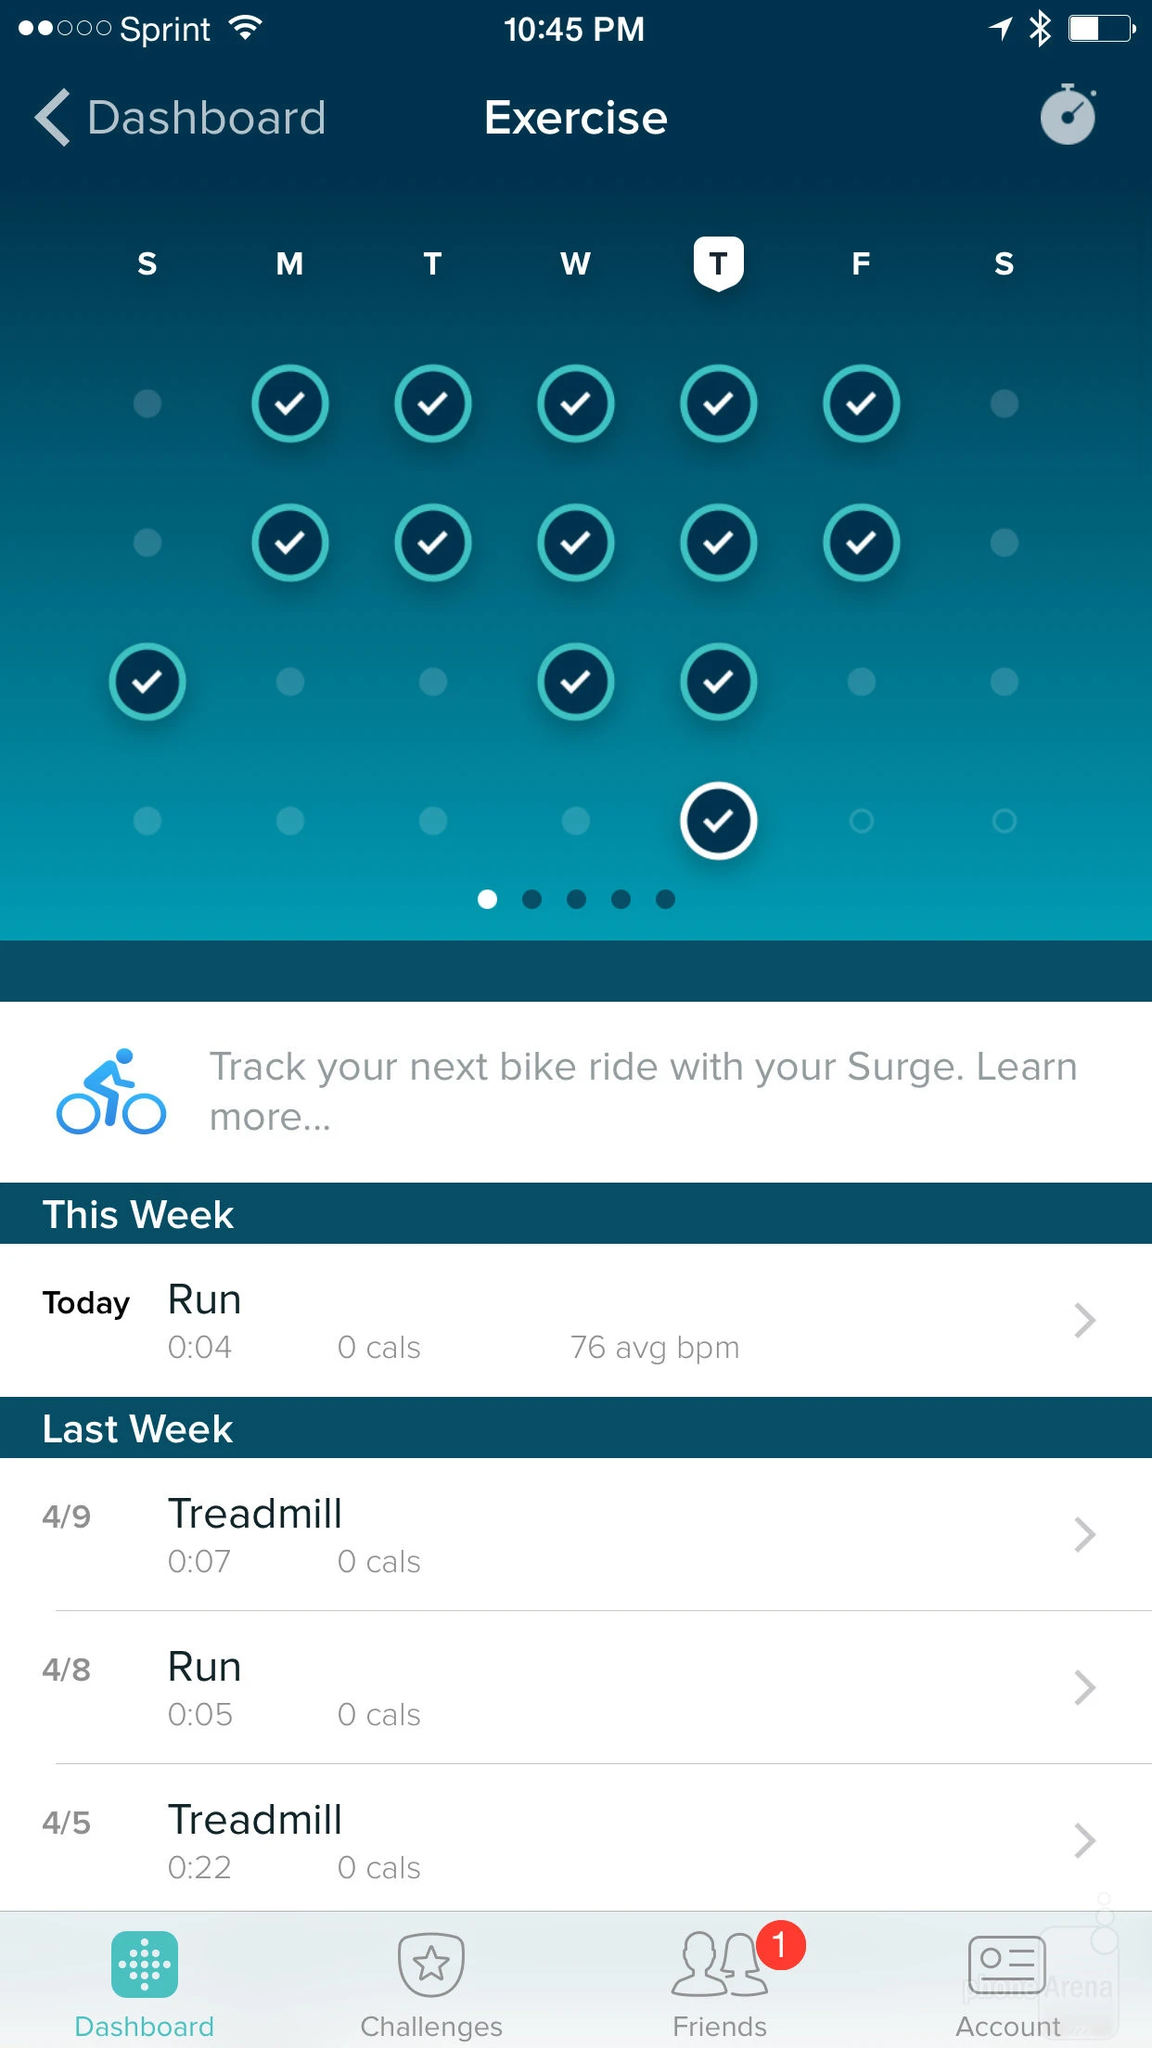 Sprint 10:45 PM
Dashboard Exercise
S M T W T F S
Track your next bike ride with your Surge. Learn
more...
This Week
Today Run
0:04 0 cals 76 avg bpm
Last Week
4/9 Treadmill
0:07 0 cals
4/8 Run
0:05 0 cals
4/5 Treadmill
0:22 0 cals
1
phoneArena
Dashboard Challenges Friends Account